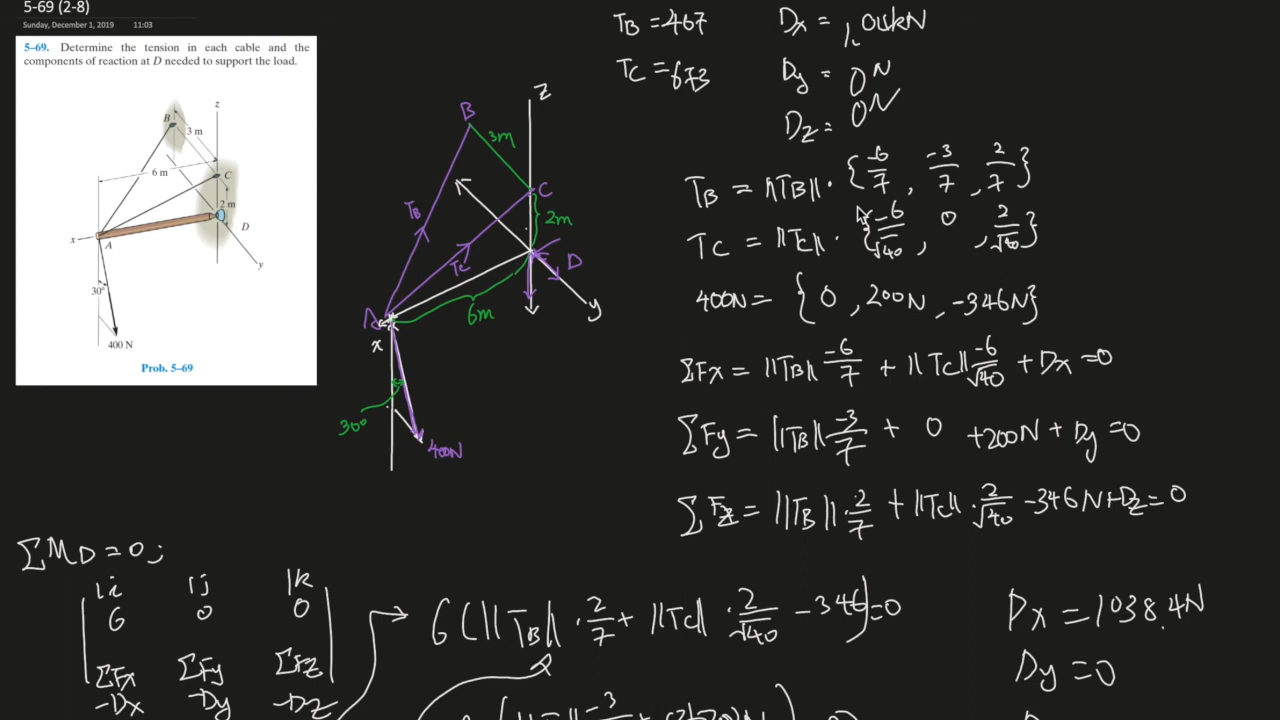 5-69 (2-8)
Sunday, December 1, 2019 11:03
5–69. Determine the tension in each cable and the
components of reaction at D needed to support the load.
z
B
3 m
6 m
C
2 m
D
x
A
y
30°
400 N
Prob. 5–69
z
B
3m
C
TB
2m
TC
D
A
6m
y
x
30°
400N
TB = 467 Dx =
TC = 673 Dy = 0N
Dz = 0N
TB = ||TB|| · {-6/7, -3/7, 2/7}
TC = ||TC|| · {-6/√40, 0, 2/√40}
400N = {0, 200N, -346N}
ΣFx = ||TB|| -6/7 + ||TC|| -6/√40 + Dx = 0
ΣFy = ||TB|| -3/7 + 0 +200N + Dy = 0
ΣFz = ||TB|| · 2/7 + ||TC|| · 2/√40 -346N + Dz = 0
ΣMD = 0;
|i |j |k
6 0 0
ΣFx ΣFy ΣFz
-Dx -Dy -Dz
6(||TB|| · 2/7 + ||TC|| · 2/√40 - 346) = 0
Dx = 1038.4N
Dy = 0